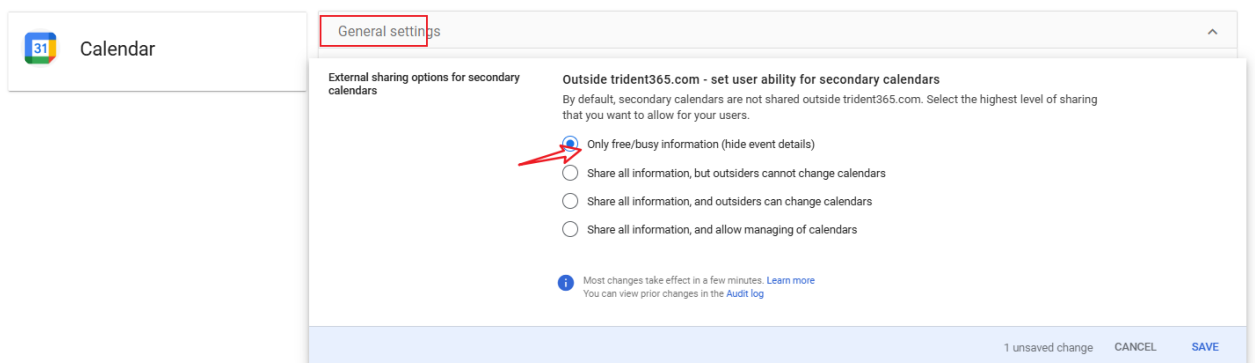 31
Calendar
General settings
External sharing options for secondary
calendars
Outside trident365.com - set user ability for secondary calendars
By default, secondary calendars are not shared outside trident365.com. Select the highest level of sharing
that you want to allow for your users.
Only free/busy information (hide event details)
Share all information, but outsiders cannot change calendars
Share all information, and outsiders can change calendars
Share all information, and allow managing of calendars
Most changes take effect in a few minutes. Learn more
You can view prior changes in the Audit log
1 unsaved change CANCEL SAVE